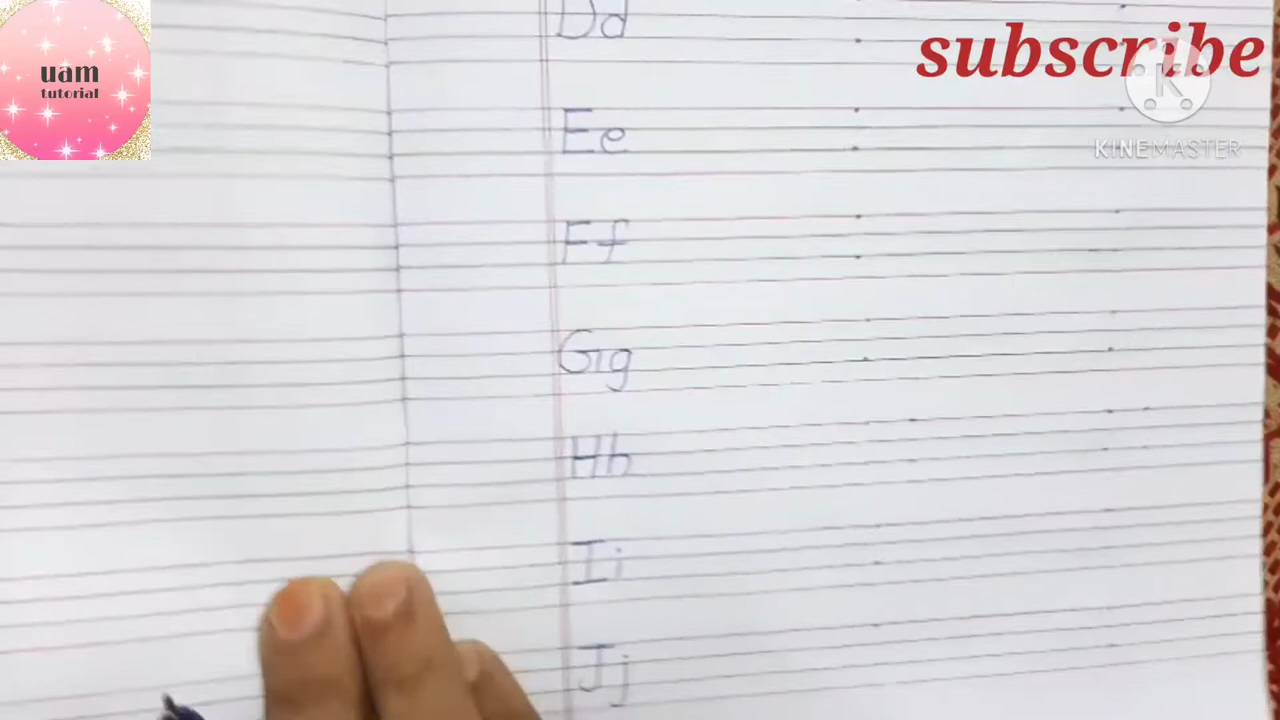 uam
tutorial
subscribe
KINEMASTER
Dd
Ee
Ff
Gg
Hh
Ii
Jj